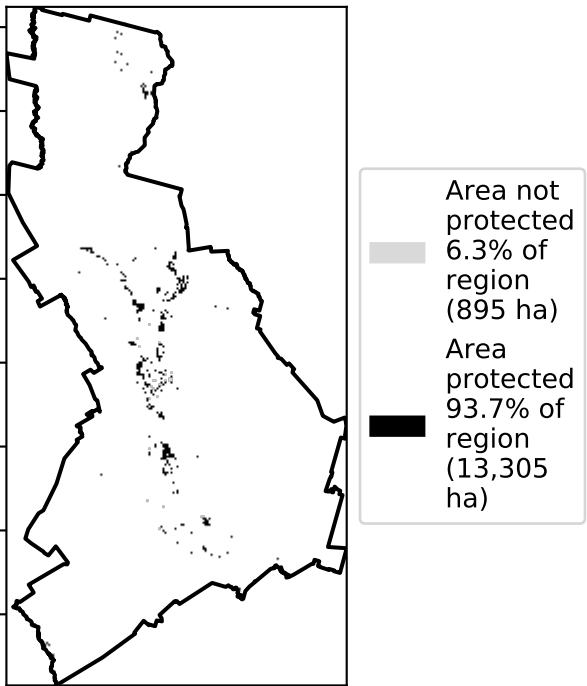 Area not
protected
6.3% of
region
(895 ha)
Area
protected
93.7% of
region
(13,305
ha)